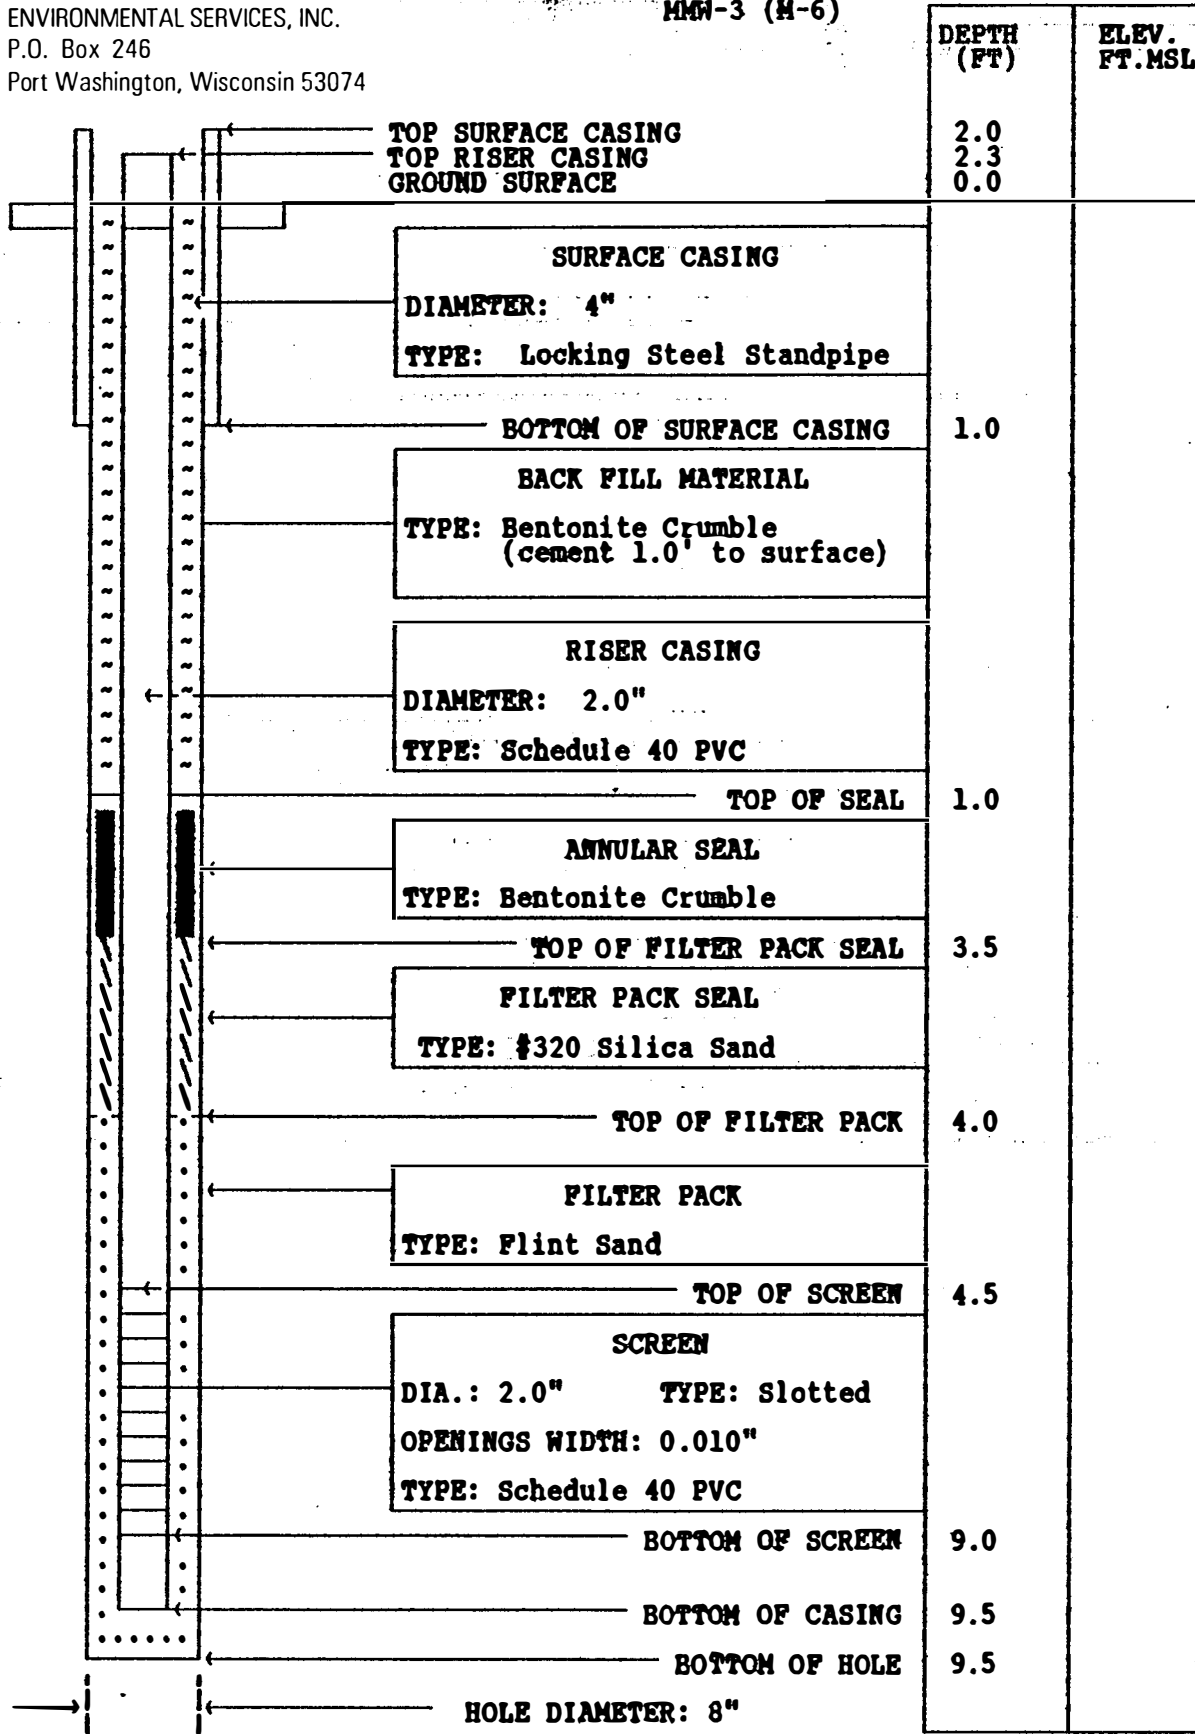 ENVIRONMENTAL SERVICES, INC.
P.O. Box 246
Port Washington, Wisconsin 53074
MMW-3 (M-6)
DEPTH (FT)
ELEV. FT.MSL
TOP SURFACE CASING 2.0
TOP RISER CASING 2.3
GROUND SURFACE 0.0
SURFACE CASING
DIAMETER: 4"
TYPE: Locking Steel Standpipe
BOTTOM OF SURFACE CASING 1.0
BACK FILL MATERIAL
TYPE: Bentonite Crumble
(cement 1.0' to surface)
RISER CASING
DIAMETER: 2.0"
TYPE: Schedule 40 PVC
TOP OF SEAL 1.0
ANNULAR SEAL
TYPE: Bentonite Crumble
TOP OF FILTER PACK SEAL 3.5
FILTER PACK SEAL
TYPE: #320 Silica Sand
TOP OF FILTER PACK 4.0
FILTER PACK
TYPE: Flint Sand
TOP OF SCREEN 4.5
SCREEN
DIA.: 2.0" TYPE: Slotted
OPENINGS WIDTH: 0.010"
TYPE: Schedule 40 PVC
BOTTOM OF SCREEN 9.0
BOTTOM OF CASING 9.5
BOTTOM OF HOLE 9.5
HOLE DIAMETER: 8"